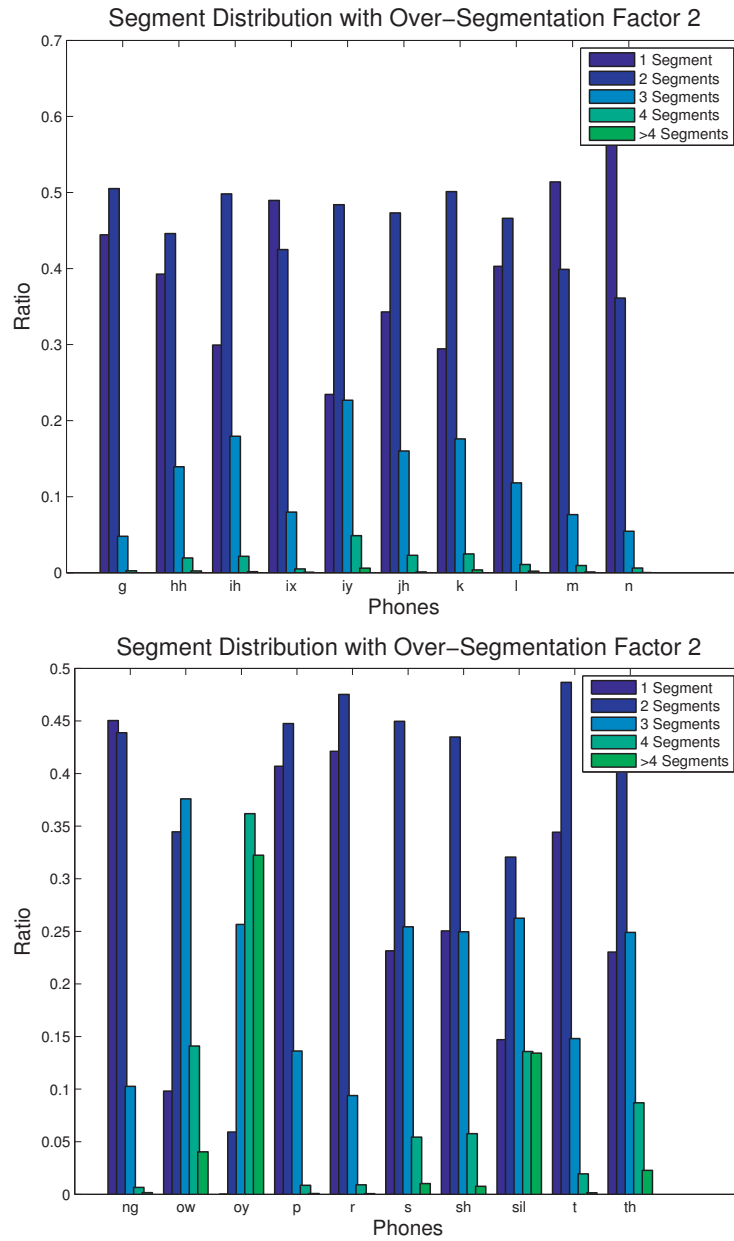 Segment Distribution with Over−Segmentation Factor 2
0.7
0.6
0.5
0.4
0.3
0.2
0.1
0
Ratio
1 Segment
2 Segments
3 Segments
4 Segments
>4 Segments
g hh ih ix iy jh k l m n
Phones
Segment Distribution with Over−Segmentation Factor 2
0.5
0.45
0.4
0.35
0.3
0.25
0.2
0.15
0.1
0.05
0
Ratio
1 Segment
2 Segments
3 Segments
4 Segments
>4 Segments
ng ow oy p r s sh sil t th
Phones